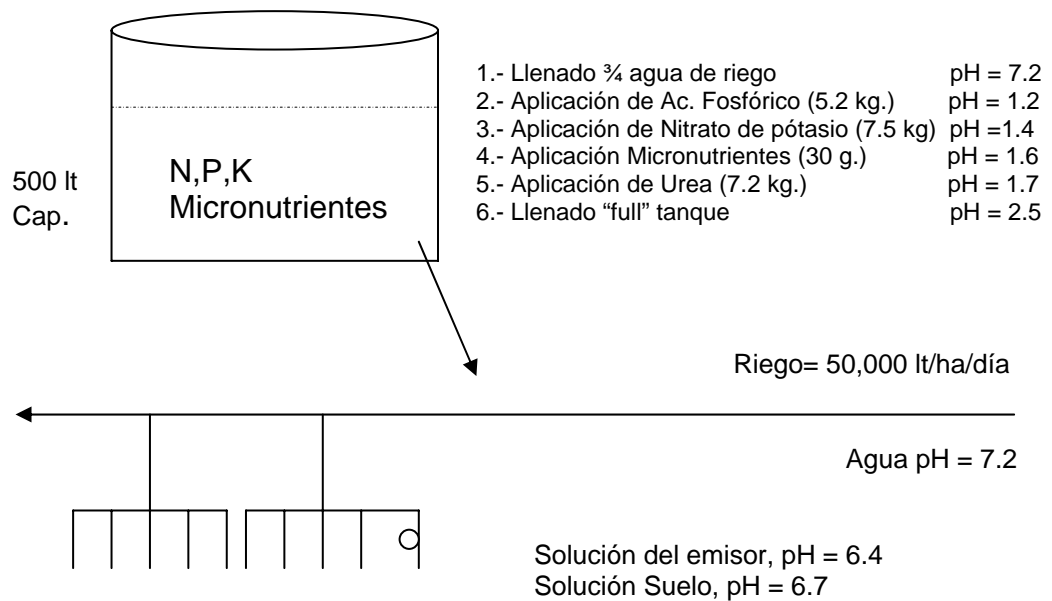 1.- Llenado ¾ agua de riego pH = 7.2
2.- Aplicación de Ac. Fosfórico (5.2 kg.) pH = 1.2
3.- Aplicación de Nitrato de pótasio (7.5 kg) pH =1.4
4.- Aplicación Micronutrientes (30 g.) pH = 1.6
5.- Aplicación de Urea (7.2 kg.) pH = 1.7
6.- Llenado “full” tanque pH = 2.5
500 lt
Cap.
N,P,K
Micronutrientes
Riego= 50,000 lt/ha/día
Agua pH = 7.2
Solución del emisor, pH = 6.4
Solución Suelo, pH = 6.7